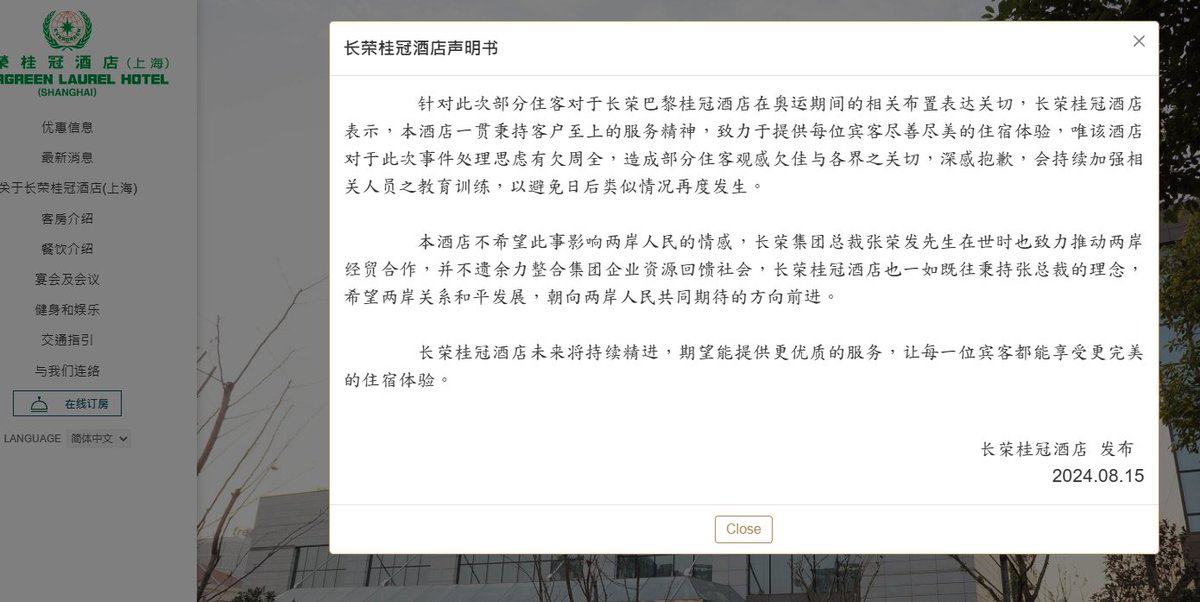 EVERGREEN
榮 桂 冠 酒 店 (上 海)
RGREEN LAUREL HOTEL
(SHANGHAI)
优惠信息
最新消息
关于长荣桂冠酒店(上海)
客房介绍
餐饮介绍
宴会及会议
健身和娱乐
交通指引
与我们连络
在线订房
LANGUAGE 简体中文
长荣桂冠酒店声明书
针对此次部分住客对于长荣巴黎桂冠酒店在奥运期间的相关布置表达关切，长荣桂冠酒店
表示，本酒店一贯秉持客户至上的服务精神，致力于提供每位宾客尽善尽美的住宿体验，唯该酒店
对于此次事件处理思虑有欠周全，造成部分住客观感欠佳与各界之关切，深感抱歉，会持续加强相
关人员之教育训练，以避免日后类似情况再度发生。
本酒店不希望此事影响两岸人民的情感，长荣集团总裁张荣发先生在世时也致力推动两岸
经贸合作，并不遗余力整合集团企业资源回馈社会，长荣桂冠酒店也一如既往秉持张总裁的理念，
希望两岸关系和平发展，朝向两岸人民共同期待的方向前进。
长荣桂冠酒店未来将持续精进，期望能提供更优质的服务，让每一位宾客都能享受更完美
的住宿体验。
长荣桂冠酒店 发布
2024.08.15
Close